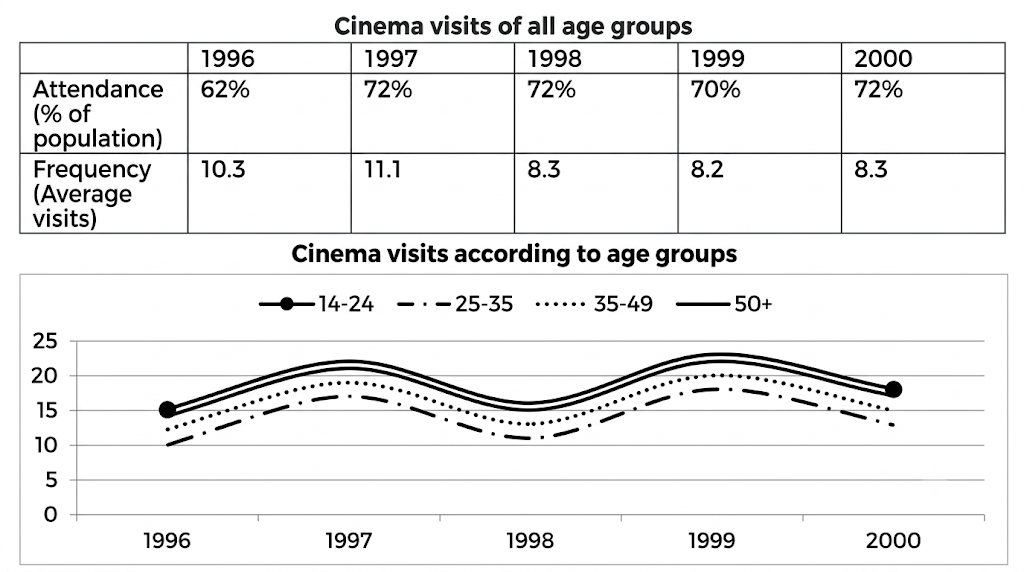 Cinema visits of all age groups
1996 1997 1998 1999 2000
Attendance 62% 72% 72% 70% 72%
(% of
population)
Frequency 10.3 11.1 8.3 8.2 8.3
(Average
visits)
Cinema visits according to age groups
14-24 25-35 35-49 50+
25
20
15
10
5
0
1996 1997 1998 1999 2000